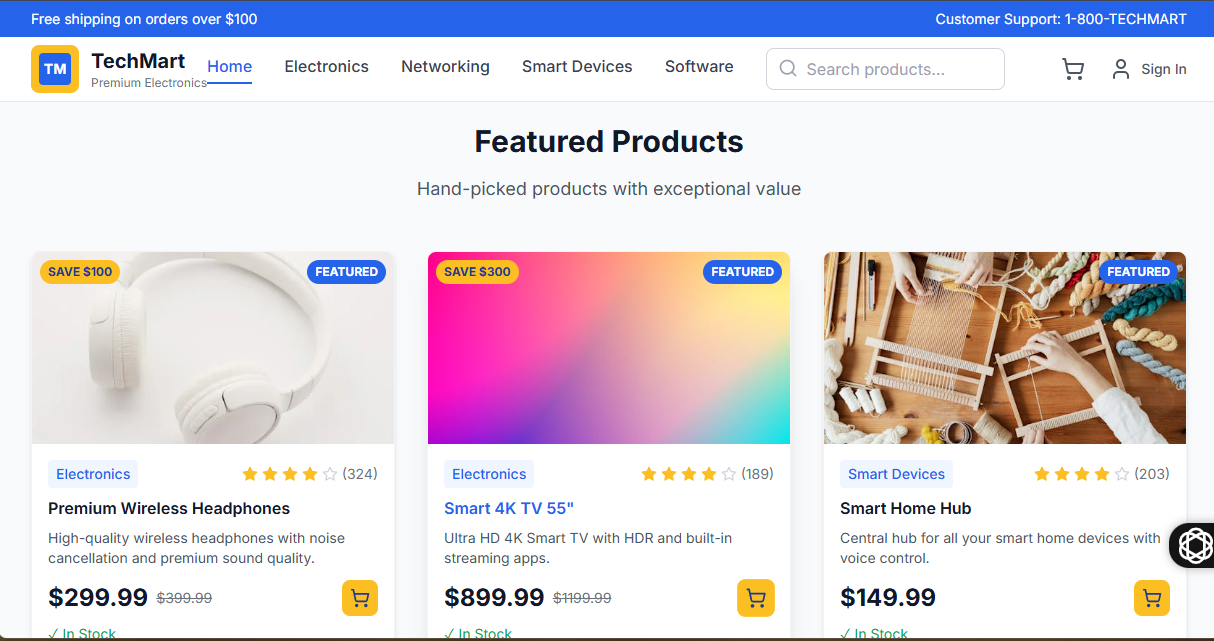 Free shipping on orders over $100
Customer Support: 1-800-TECHMART
TM
TechMart
Premium Electronics
Home
Electronics
Networking
Smart Devices
Software
Search products...
Sign In
Featured Products
Hand-picked products with exceptional value
SAVE $100
FEATURED
SAVE $300
FEATURED
FEATURED
Electronics
(324)
Premium Wireless Headphones
High-quality wireless headphones with noise
cancellation and premium sound quality.
$299.99 $399.99
✓ In Stock
Electronics
(189)
Smart 4K TV 55"
Ultra HD 4K Smart TV with HDR and built-in
streaming apps.
$899.99 $1199.99
✓ In Stock
Smart Devices
(203)
Smart Home Hub
Central hub for all your smart home devices with
voice control.
$149.99
✓ In Stock